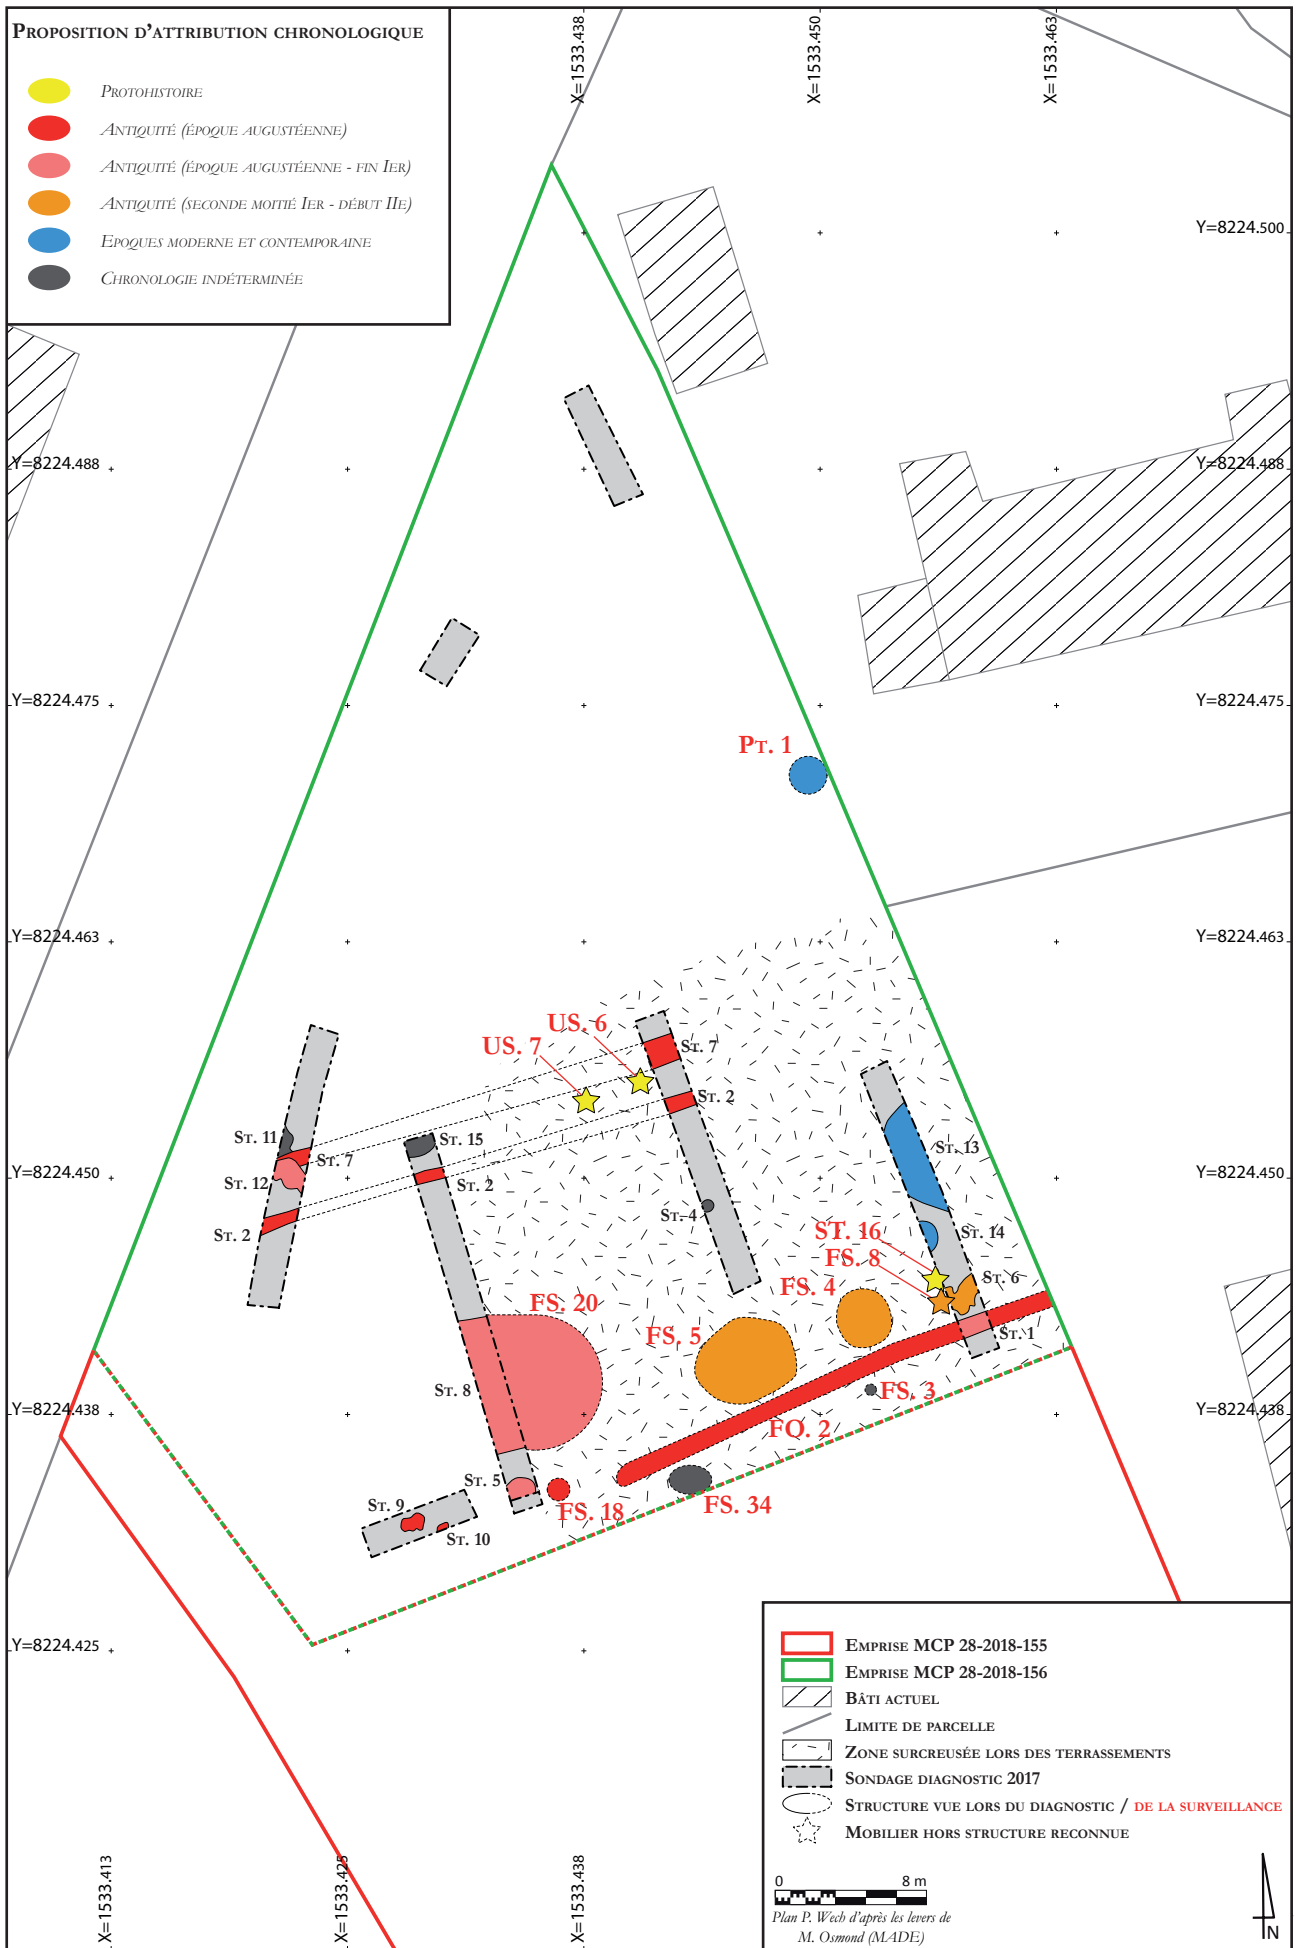 Proposition d'attribution chronologique
Protohistoire
Antiquité (époque augustéenne)
Antiquité (époque augustéenne - fin Ier)
Antiquité (seconde moitié Ier - début IIe)
Epoques moderne et contemporaine
Chronologie indéterminée
X=1533.438
X=1533.450
X=1533.463
Y=8224.500
Y=8224.488
Y=8224.488
Y=8224.475
Y=8224.475
Pt. 1
Y=8224.463
Y=8224.463
US. 6
US. 7
St. 7
St. 2
St. 11
St. 15
St. 7
St. 13
St. 12
St. 2
Y=8224.450
Y=8224.450
St. 4
St. 2
ST. 16
St. 14
FS. 8
St. 6
FS. 4
FS. 20
FS. 5
St. 1
St. 8
FS. 3
Y=8224.438
Y=8224.438
FO. 2
St. 5
FS. 18
FS. 34
St. 9
St. 10
Y=8224.425
X=1533.413
X=1533.425
X=1533.438
Emprise MCP 28-2018-155
Emprise MCP 28-2018-156
Bâti actuel
Limite de parcelle
Zone surcreusée lors des terrassements
Sondage diagnostic 2017
Structure vue lors du diagnostic / de la surveillance
Mobilier hors structure reconnue
0 8 m
Plan P. Wech d'après les levers de
M. Osmond (MADE)
N